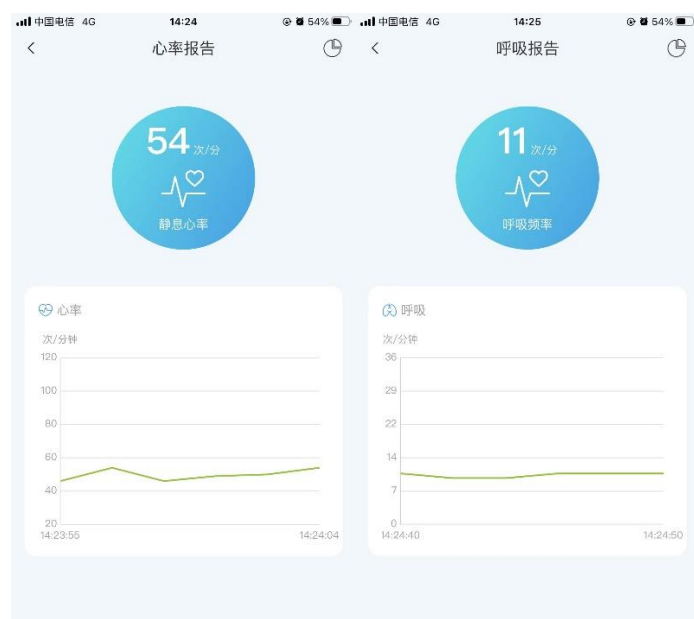 中国电信 4G 14:24 54%
心率报告
54 次/分
静息心率
心率
次/分钟
120
100
80
60
40
20
14:23:55 14:24:04
中国电信 4G 14:25 54%
呼吸报告
11 次/分
呼吸频率
呼吸
次/分钟
36
29
22
14
7
0
14:24:40 14:24:50